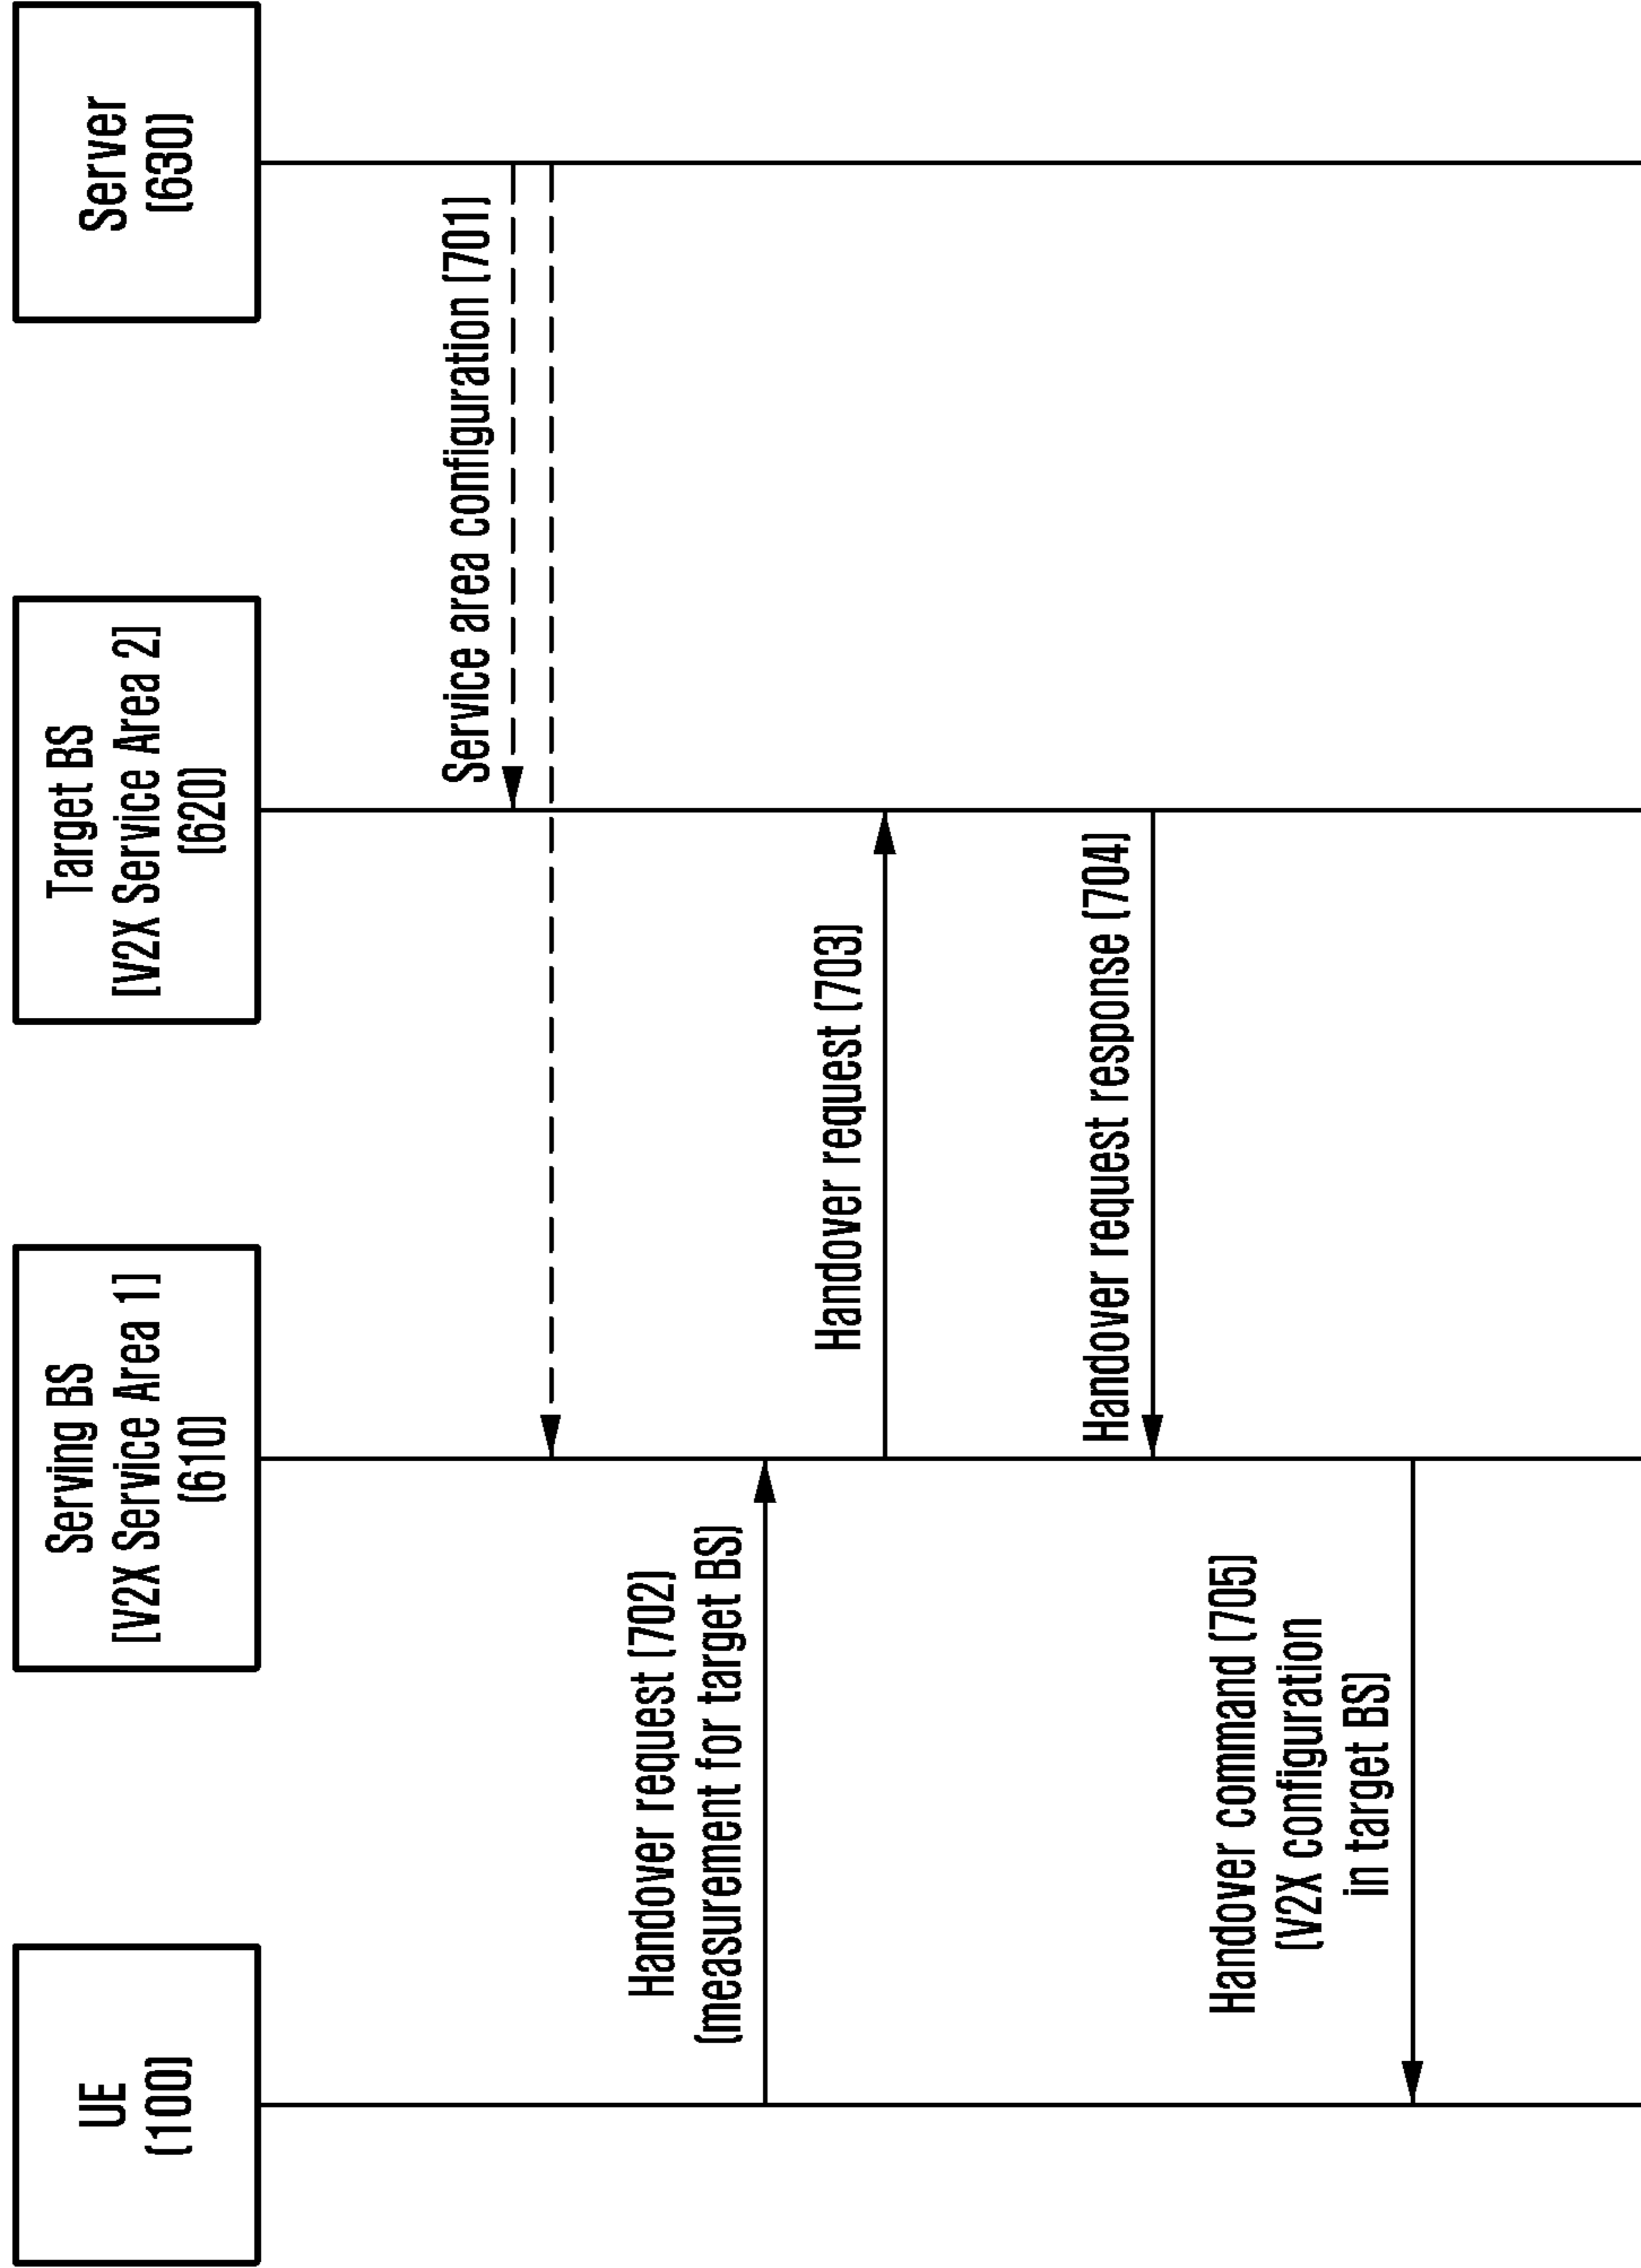 UE
(100)
Serving BS
[V2X Service Area 1]
(610)
Target BS
[V2X Service Area 2]
(620)
Server
(630)
Service area configuration (701)
Handover request (702)
(measurement for target BS)
Handover request (703)
Handover request response (704)
Handover command (705)
(V2X configuration
in target BS)